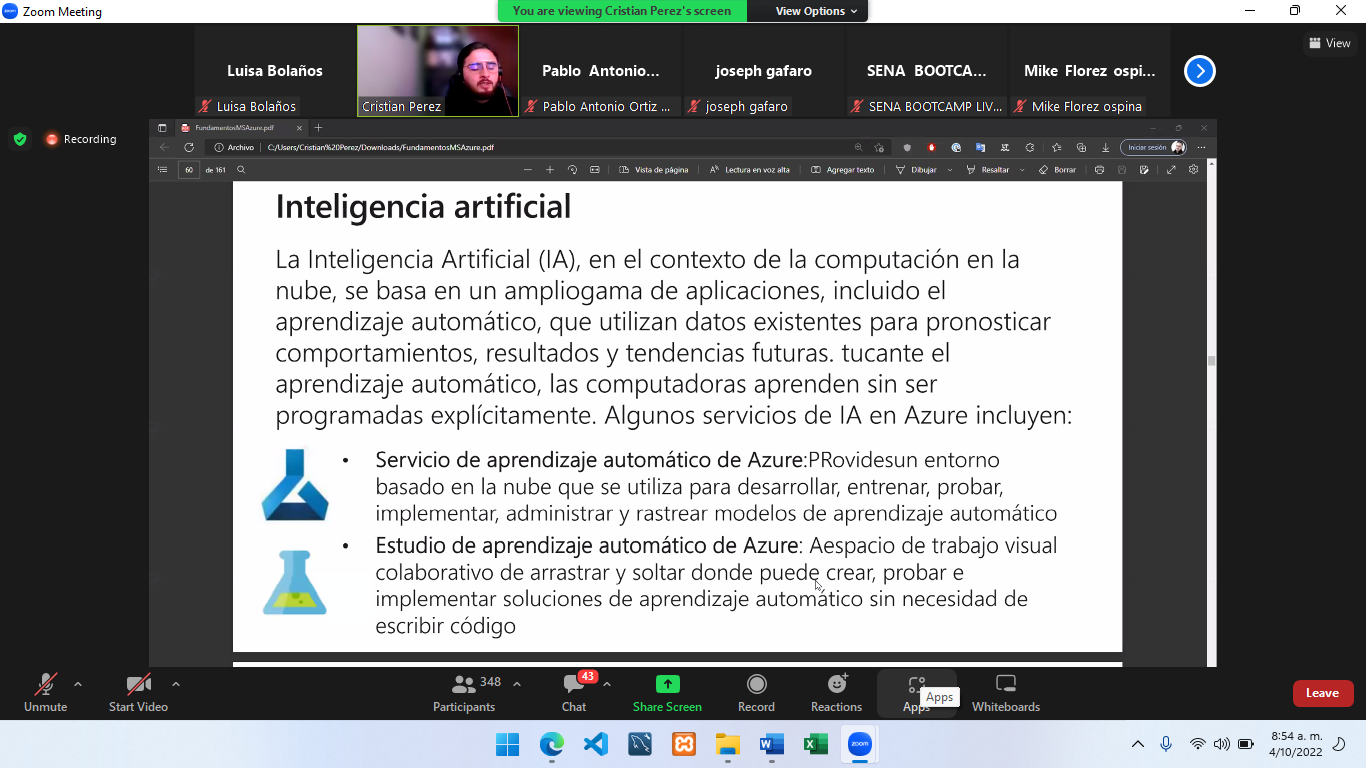 Zoom Meeting
You are viewing Cristian Perez's screen
View Options
View
Luisa Bolaños
Pablo Antonio...
joseph gafaro
SENA BOOTCA...
Mike Florez ospi...
Luisa Bolaños
Cristian Perez
Pablo Antonio Ortiz ...
joseph gafaro
SENA BOOTCAMP LIV...
Mike Florez ospina
Recording
FundamentosMSAzure.pdf
Archivo
C:/Users/Cristian%20Perez/Downloads/FundamentosMSAzure.pdf
Iniciar sesión
60 de 161
Vista de página
Lectura en voz alta
Agregar texto
Dibujar
Resaltar
Borrar
Inteligencia artificial
La Inteligencia Artificial (IA), en el contexto de la computación en la
nube, se basa en un ampliogama de aplicaciones, incluido el
aprendizaje automático, que utilizan datos existentes para pronosticar
comportamientos, resultados y tendencias futuras. tucante el
aprendizaje automático, las computadoras aprenden sin ser
programadas explícitamente. Algunos servicios de IA en Azure incluyen:
• Servicio de aprendizaje automático de Azure:PRovidesun entorno
basado en la nube que se utiliza para desarrollar, entrenar, probar,
implementar, administrar y rastrear modelos de aprendizaje automático
• Estudio de aprendizaje automático de Azure: Aespacio de trabajo visual
colaborativo de arrastrar y soltar donde puede crear, probar e
implementar soluciones de aprendizaje automático sin necesidad de
escribir código
Unmute
Start Video
348
Participants
43
Chat
Share Screen
Record
Reactions
Apps
Apps
Whiteboards
Leave
zoom
8:54 a. m.
4/10/2022